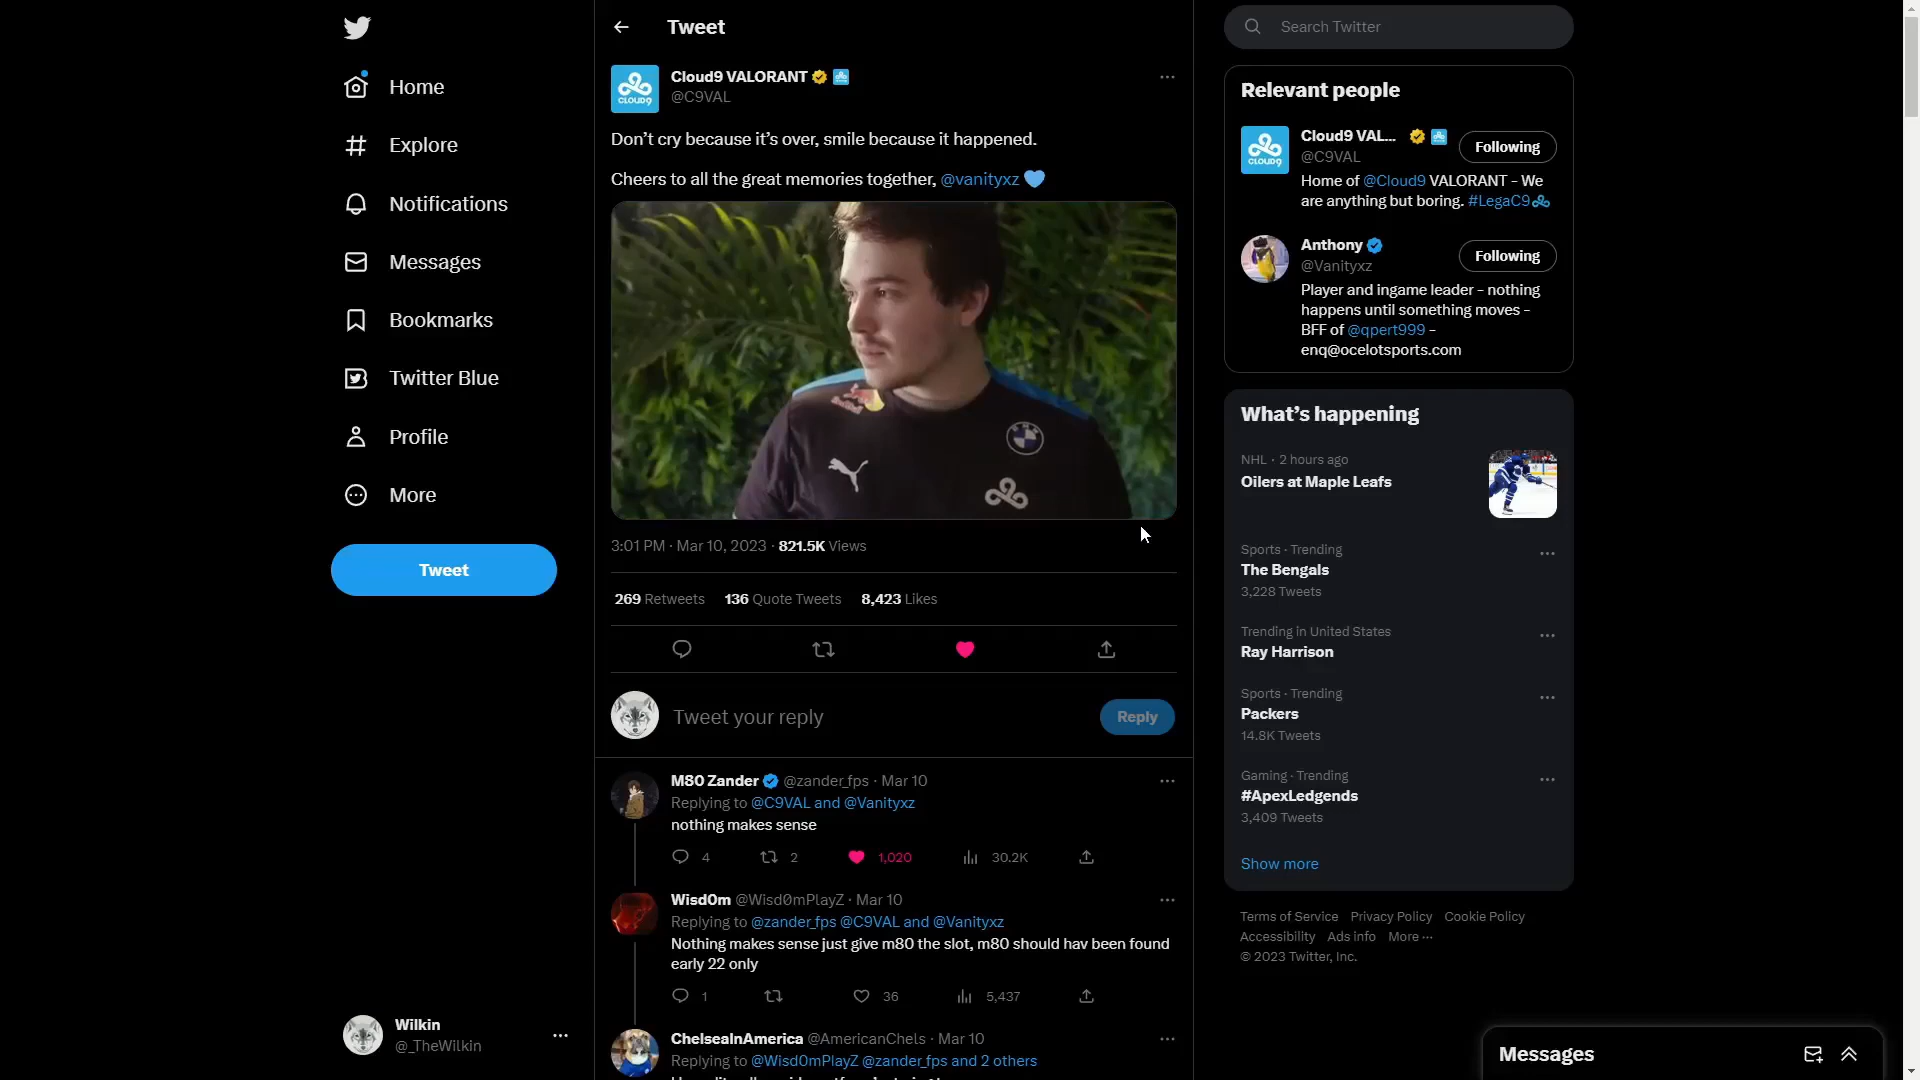 Home
Explore
Notifications
Messages
Bookmarks
Twitter Blue
Profile
More
Tweet
Wilkin
@_TheWilkin
Tweet
Cloud9 VALORANT
@C9VAL
CLOUD9
Don’t cry because it’s over, smile because it happened.
Cheers to all the great memories together, @vanityxz
3:01 PM · Mar 10, 2023 · 821.5K Views
269 Retweets 136 Quote Tweets 8,423 Likes
Tweet your reply
Reply
M80 Zander @zander_fps · Mar 10
Replying to @C9VAL and @Vanityxz
nothing makes sense
4 2 1,020 30.2K
Wisd0m @Wisd0mPlayZ · Mar 10
Replying to @zander_fps @C9VAL and @Vanityxz
Nothing makes sense just give m80 the slot, m80 should hav been found
early 22 only
1 36 5,437
ChelseaInAmerica @AmericanChels · Mar 10
Replying to @Wisd0mPlayZ @zander_fps and 2 others
Search Twitter
Relevant people
Cloud9 VAL...
@C9VAL
Following
CLOUD9
Home of @Cloud9 VALORANT - We
are anything but boring. #LegaC9
Anthony
@Vanityxz
Following
Player and ingame leader - nothing
happens until something moves -
BFF of @qpert999 -
enq@ocelotsports.com
What’s happening
NHL · 2 hours ago
Oilers at Maple Leafs
Sports · Trending
The Bengals
3,228 Tweets
Trending in United States
Ray Harrison
Sports · Trending
Packers
14.8K Tweets
Gaming · Trending
#ApexLedgends
3,409 Tweets
Show more
Terms of Service Privacy Policy Cookie Policy
Accessibility Ads info More ···
© 2023 Twitter, Inc.
Messages